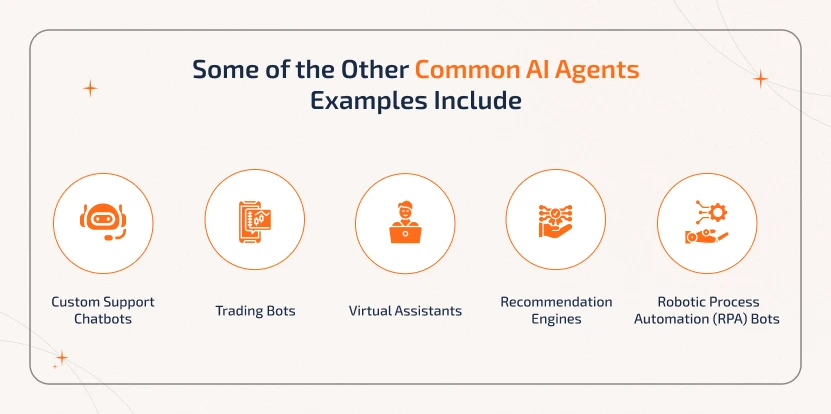 Some of the Other Common AI Agents
Examples Include
Custom Support
Chatbots
Trading Bots
Virtual Assistants
Recommendation
Engines
Robotic Process
Automation (RPA) Bots